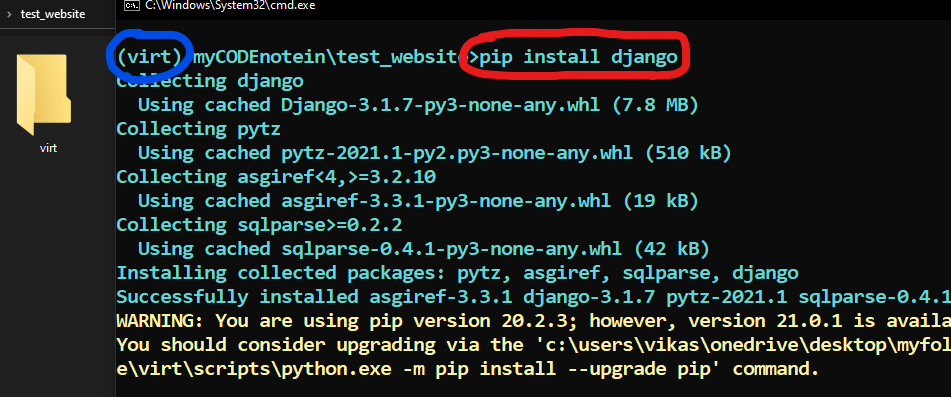 test_website
C:\Windows\System32\cmd.exe
virt
(virt) myCODEnotein\test_website>pip install django
Collecting django
Using cached Django-3.1.7-py3-none-any.whl (7.8 MB)
Collecting pytz
Using cached pytz-2021.1-py2.py3-none-any.whl (510 kB)
Collecting asgiref<4,>=3.2.10
Using cached asgiref-3.3.1-py3-none-any.whl (19 kB)
Collecting sqlparse>=0.2.2
Using cached sqlparse-0.4.1-py3-none-any.whl (42 kB)
Installing collected packages: pytz, asgiref, sqlparse, django
Successfully installed asgiref-3.3.1 django-3.1.7 pytz-2021.1 sqlparse-0.4.1
WARNING: You are using pip version 20.2.3; however, version 21.0.1 is availa
You should consider upgrading via the 'c:\users\vikas\onedrive\desktop\myfol
e\virt\scripts\python.exe -m pip install --upgrade pip' command.